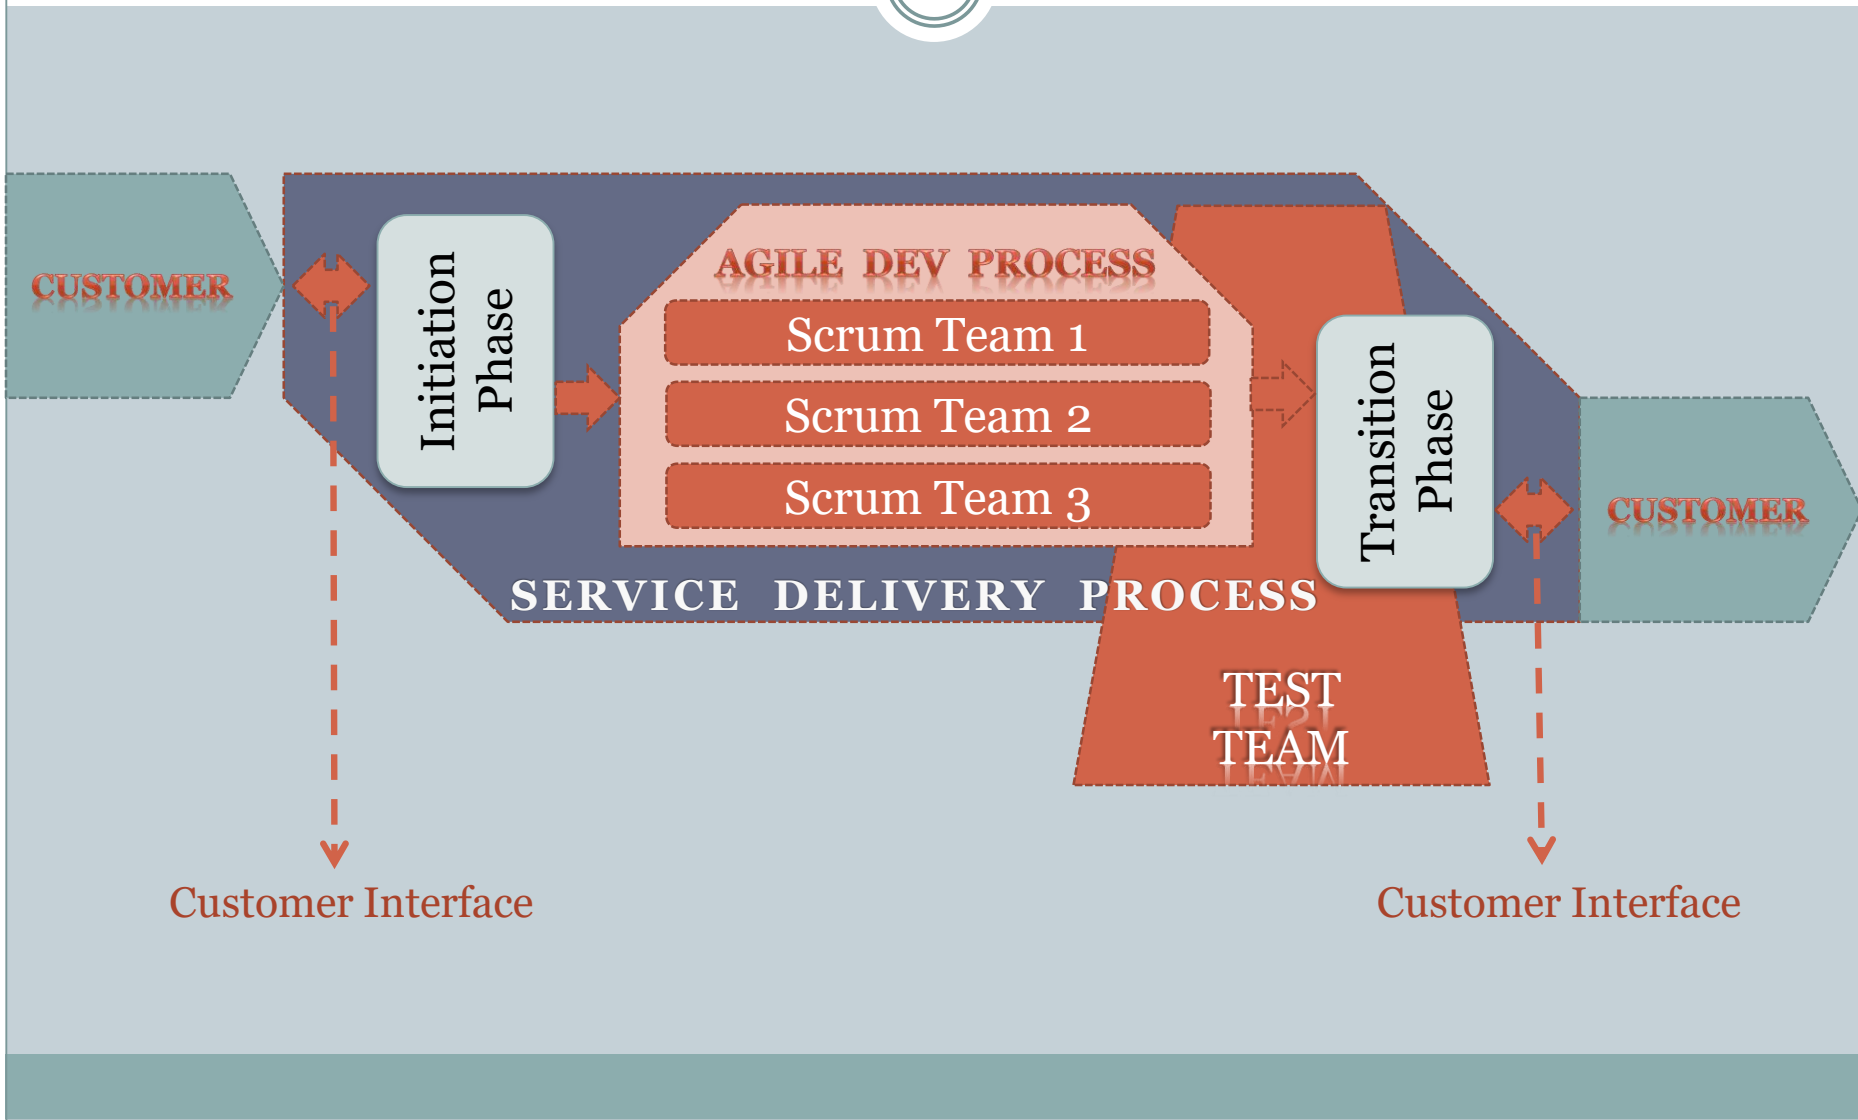 CUSTOMER
Initiation
Phase
AGILE DEV PROCESS
Scrum Team 1
Scrum Team 2
Scrum Team 3
Transition
Phase
CUSTOMER
SERVICE DELIVERY PROCESS
TEST
TEAM
Customer Interface
Customer Interface